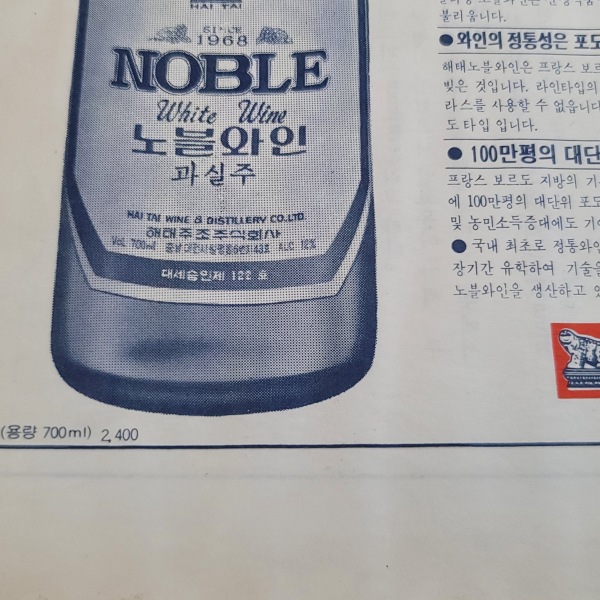 HAI TAI
SINCE
1968
NOBLE
White Wine
노블와인
과실주
HAI TAI WINE & DISTILLERY CO.LTD.
해태주조주식회사
VoL 700ml
ALC 12%
대세승인제 122 호
(용량 700ml) 2,400
불리웁니다.
●와인의 정통성은 포도
해태노블와인은 프랑스 보르
빚은 것입니다. 라인타입의
라스를 사용할 수 없읍니다
도타입 입니다.
● 100만평의 대단
프랑스 보르도 지방의 기
에 100만평의 대단위 포도
및 농민소득증대에도 기여
● 국내 최초로 정통와인
장기간 유학하여 기술을
노블와인을 생산하고 있